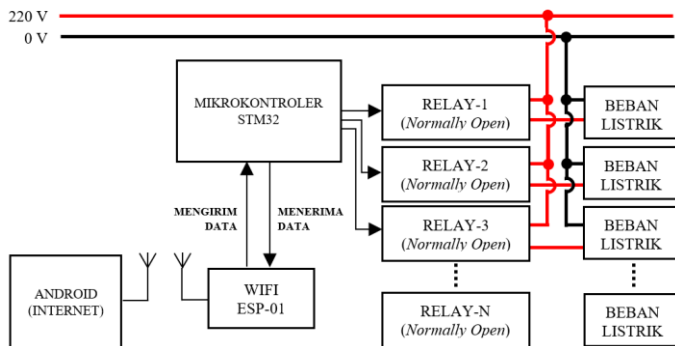 220 V
0 V
MIKROKONTROLER
STM32
RELAY-1
(Normally Open)
BEBAN
LISTRIK
RELAY-2
(Normally Open)
BEBAN
LISTRIK
MENGIRIM
DATA
MENERIMA
DATA
RELAY-3
(Normally Open)
BEBAN
LISTRIK
ANDROID
(INTERNET)
WIFI
ESP-01
RELAY-N
(Normally Open)
BEBAN
LISTRIK